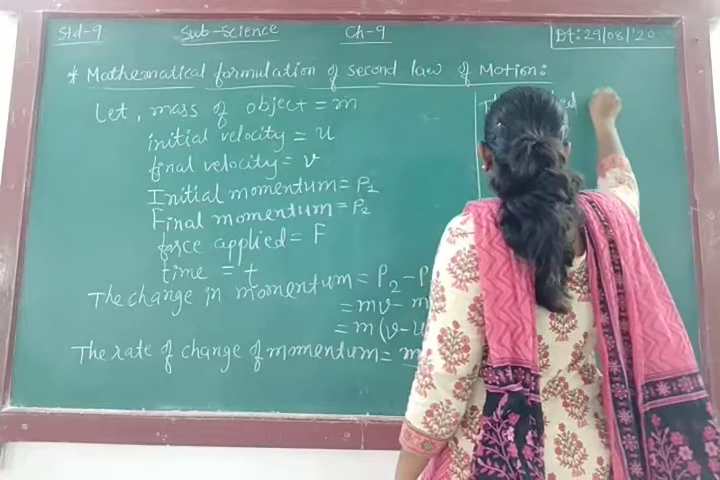 Std-9 Sub-Science Ch-9 Dt:29/08/'20
* Mathematical formulation of second law of Motion:
Let, mass of object = m
initial velocity = u
final velocity = v
Initial momentum = P1
Final momentum = P2
force applied = F
time = t
The change in momentum = P2 - P
= mv - m
= m(v-u
The rate of change of momentum = m